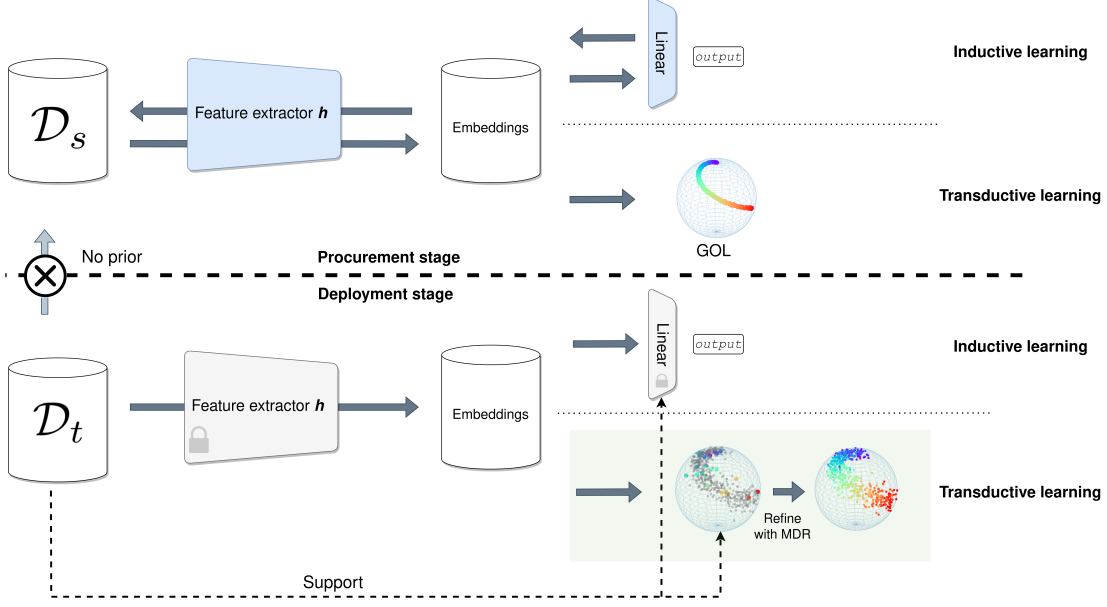 Linear
output
Inductive learning
𝒟ₛ
Feature extractor h
Embeddings
Transductive learning
GOL
No prior
Procurement stage
Deployment stage
Linear
output
Inductive learning
𝒟ₜ
Feature extractor h
Embeddings
Transductive learning
Refine
with MDR
Support